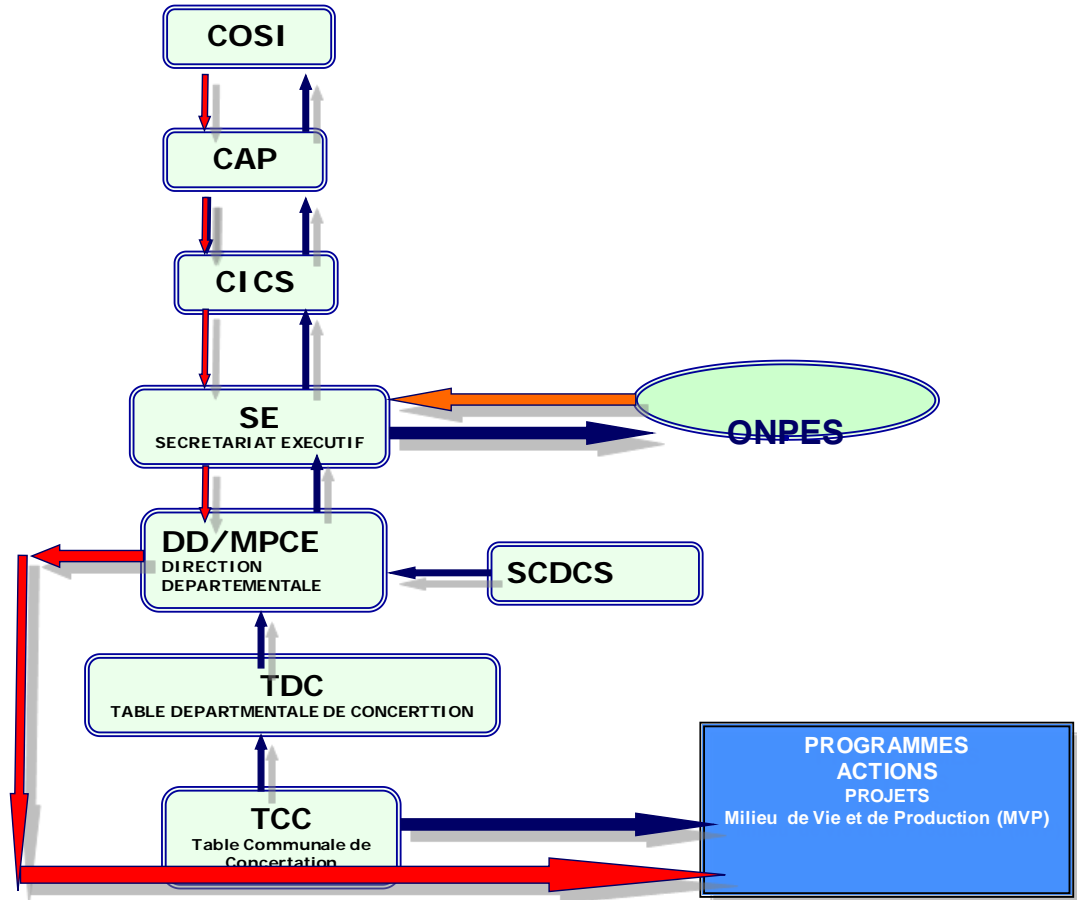 COSI
CAP
CICS
SE
SECRETARIAT EXECUTIF
ONPES
DD/MPCE
DIRECTION
DEPARTEMENTALE
SCDCS
TDC
TABLE DEPARTMENTALE DE CONCERTTION
TCC
Table Communale de
Concertation
PROGRAMMES
ACTIONS
PROJETS
Milieu de Vie et de Production (MVP)